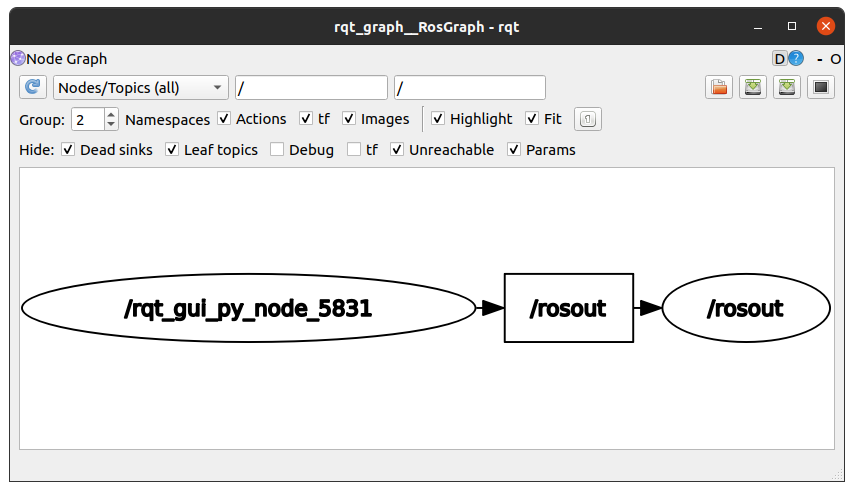 rqt_graph__RosGraph - rqt
Node Graph D ? - O
Nodes/Topics (all) / /
Group: 2 Namespaces Actions tf Images Highlight Fit
Hide: Dead sinks Leaf topics Debug tf Unreachable Params
/rqt_gui_py_node_5831 /rosout /rosout